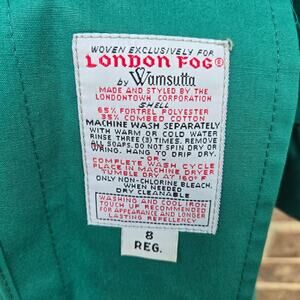 WOVEN EXCLUSIVELY FOR
LONDON FOG®
by Wamsutta
MADE AND STYLED BY THE
LONDONTOWN CORPORATION
SHELL
65% FORTREL POLYESTER
35% COMBED COTTON
MACHINE WASH SEPARATELY
WITH WARM OR COLD WATER
RINSE THREE (3) TIMES. REMOVE
ALL SOAPS. DO NOT SPIN DRY OR
WRING. HANG TO DRIP DRY.
-OR-
COMPLETE WASH CYCLE
PLACE IN MACHINE DRYER
TUMBLE DRY AT 160°F
ONLY NON-CHLORINE BLEACH,
WHEN NEEDED
DRY CLEANABLE
WASHING AND COOL IRON
TOUCH UP RECOMMENDED
FOR APPEARANCE AND LONGER
LASTING REPELLENCY
8
REG.